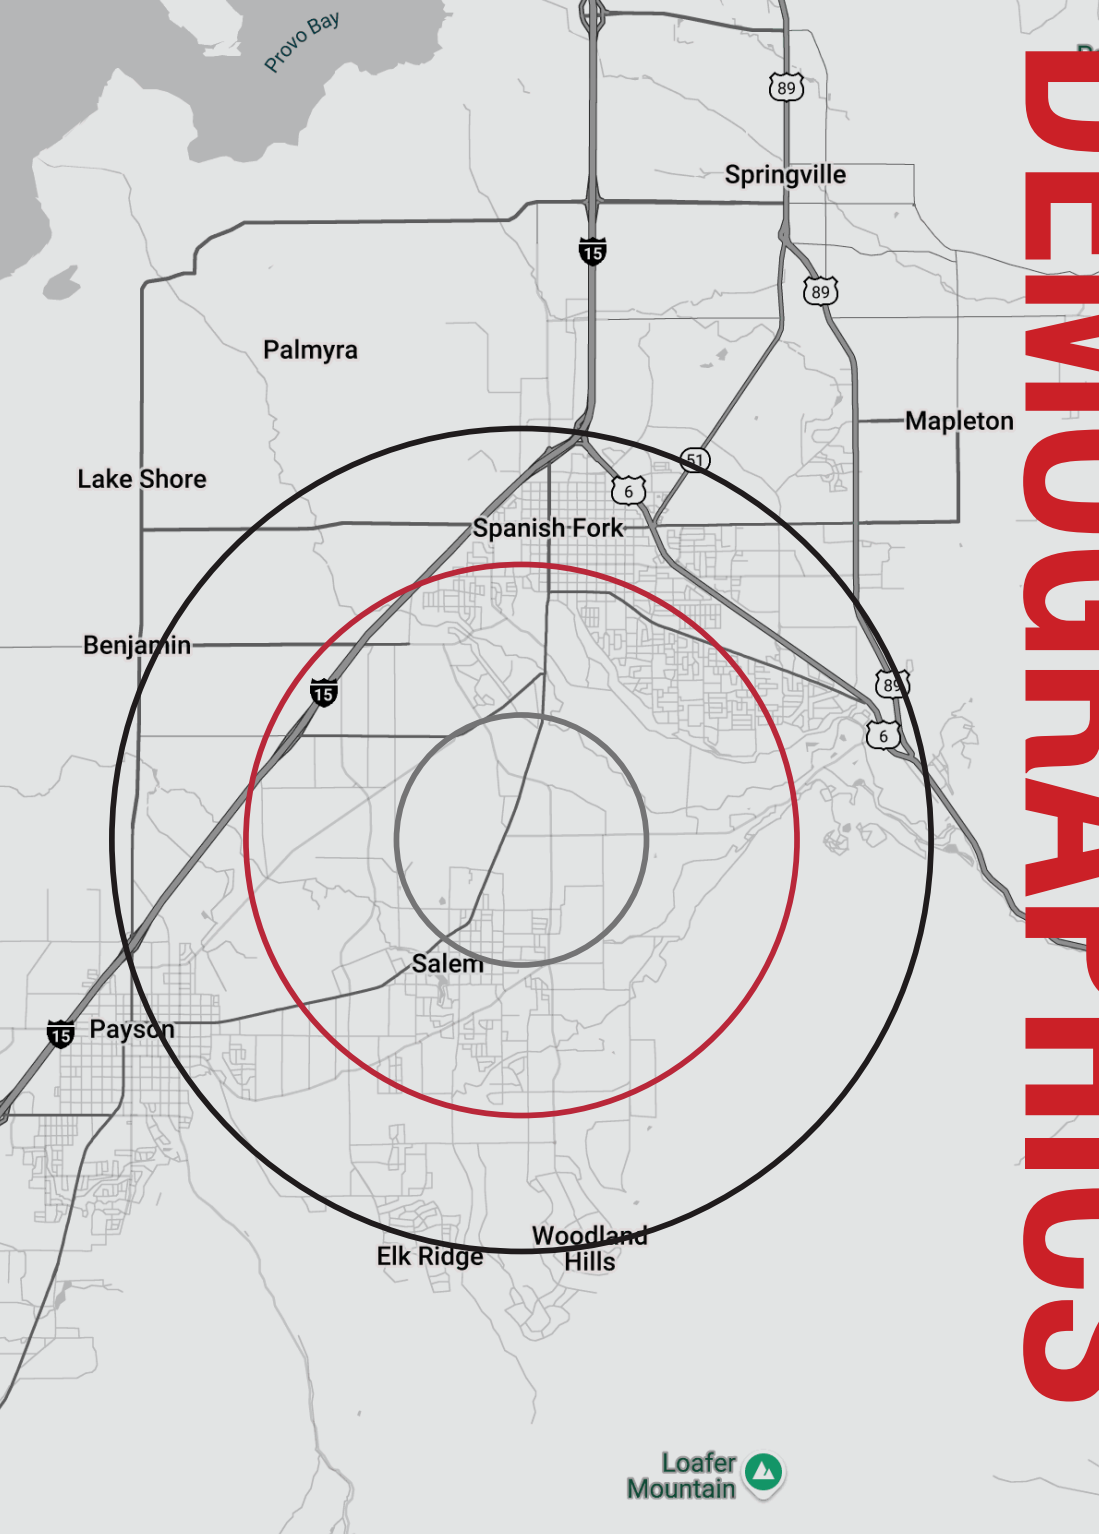 Provo Bay
89
Springville
15
89
Palmyra
Mapleton
51
Lake Shore
6
Spanish Fork
Benjamin
89
15
6
Salem
Payson
15
Woodland
Hills
Elk Ridge
Loafer
Mountain
DEMOGRAPHICS